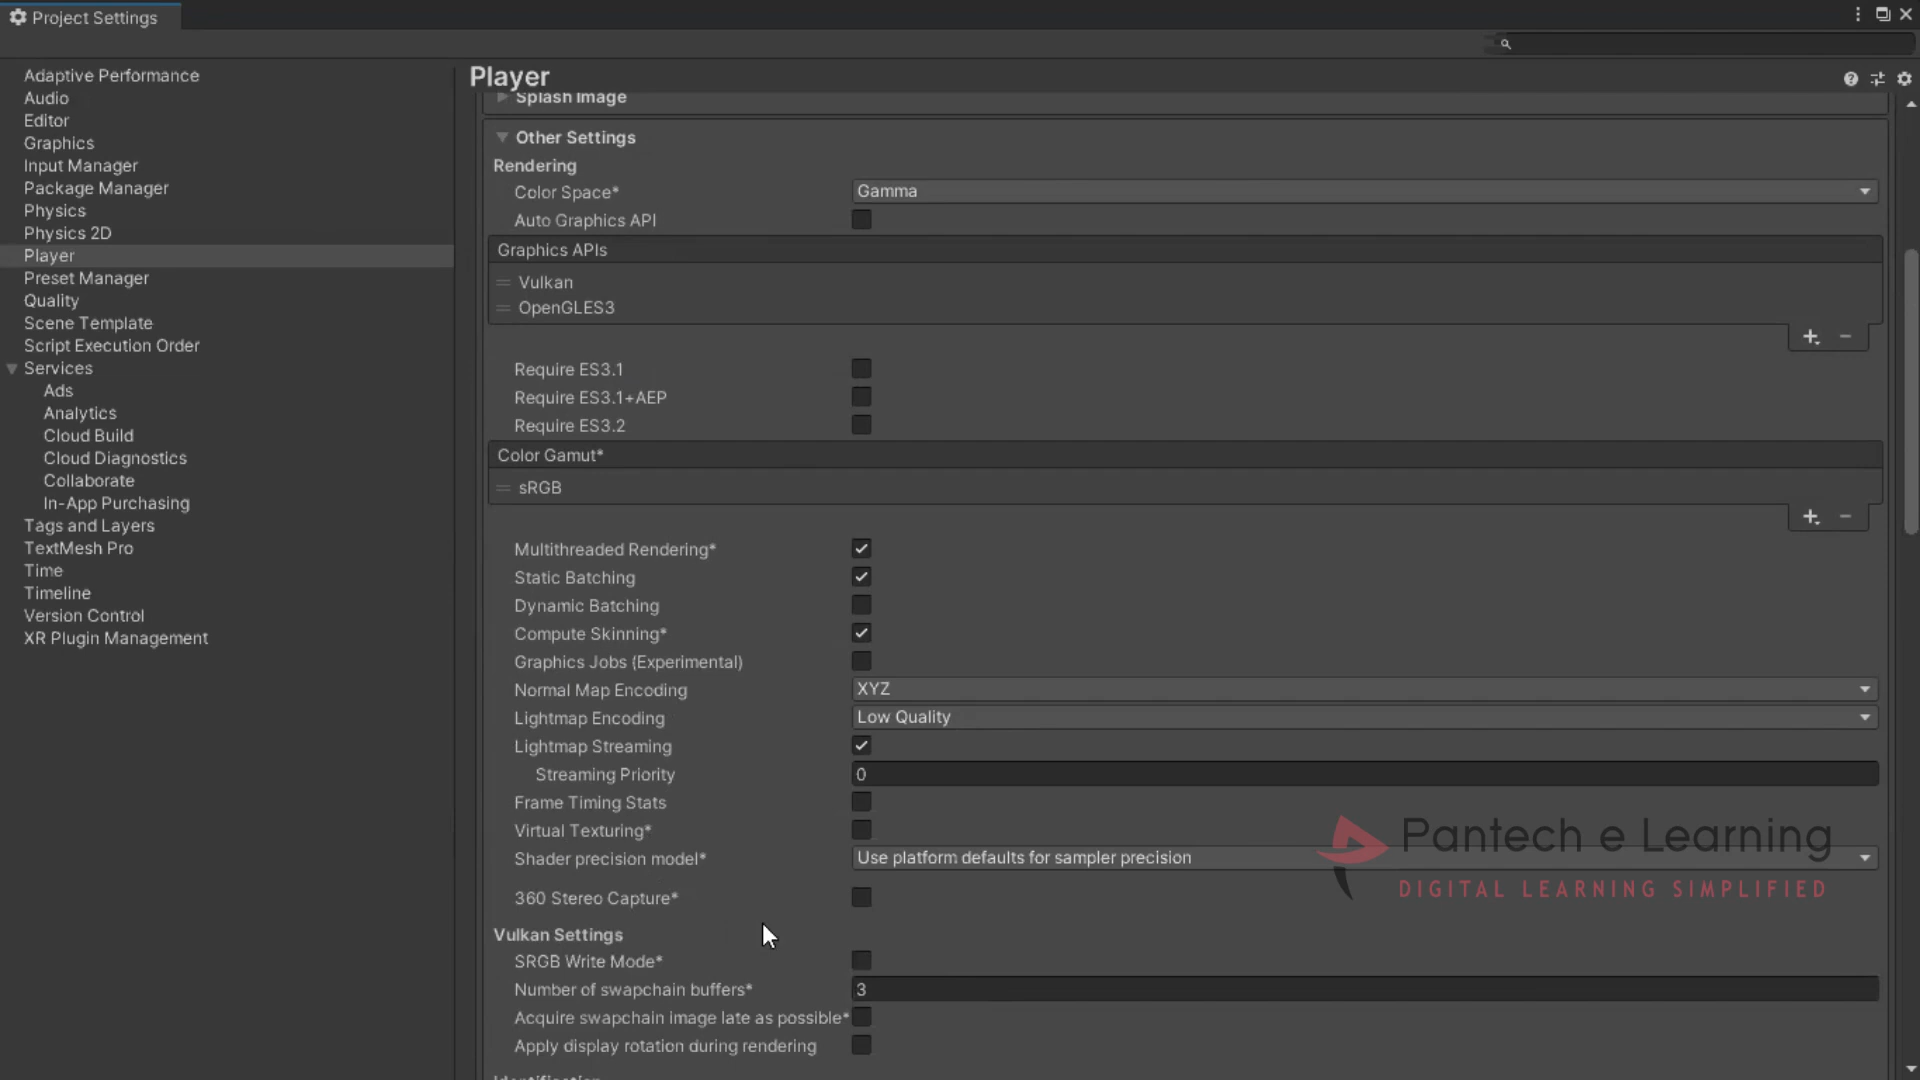 Project Settings
Adaptive Performance
Audio
Editor
Graphics
Input Manager
Package Manager
Physics
Physics 2D
Player
Preset Manager
Quality
Scene Template
Script Execution Order
Services
Ads
Analytics
Cloud Build
Cloud Diagnostics
Collaborate
In-App Purchasing
Tags and Layers
TextMesh Pro
Time
Timeline
Version Control
XR Plugin Management
Player
Splash Image
Other Settings
Rendering
Color Space* Gamma
Auto Graphics API
Graphics APIs
Vulkan
OpenGLES3
Require ES3.1
Require ES3.1+AEP
Require ES3.2
Color Gamut*
sRGB
Multithreaded Rendering*
Static Batching
Dynamic Batching
Compute Skinning*
Graphics Jobs (Experimental)
Normal Map Encoding XYZ
Lightmap Encoding Low Quality
Lightmap Streaming
Streaming Priority 0
Frame Timing Stats
Virtual Texturing*
Shader precision model* Use platform defaults for sampler precision
360 Stereo Capture*
Vulkan Settings
SRGB Write Mode*
Number of swapchain buffers* 3
Acquire swapchain image late as possible*
Apply display rotation during rendering
Identification
Pantech e Learning
DIGITAL LEARNING SIMPLIFIED